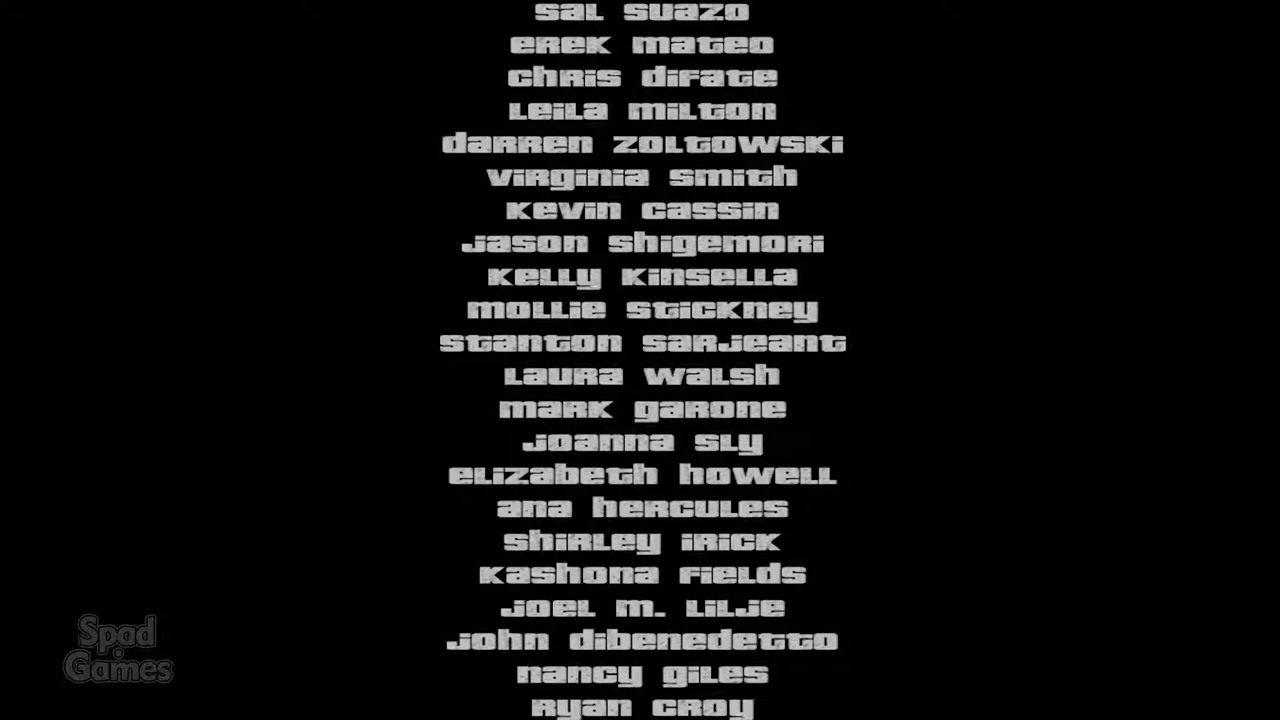 SAL SUAZO
EREK MATEO
CHRIS DIFATE
LEILA MILTON
DARREN ZOLTOWSKI
VIRGINIA SMITH
KEVIN CASSIN
JASON SHIGEMORI
KELLY KINSELLA
MOLLIE STICKNEY
STANTON SARJEANT
LAURA WALSH
MARK GARONE
JOANNA SLY
ELIZABETH HOWELL
ANA HERCULES
SHIRLEY IRICK
KASHONA FIELDS
JOEL M. LILJE
JOHN DIBENEDETTO
NANCY GILES
RYAN CROY
Spad
Games